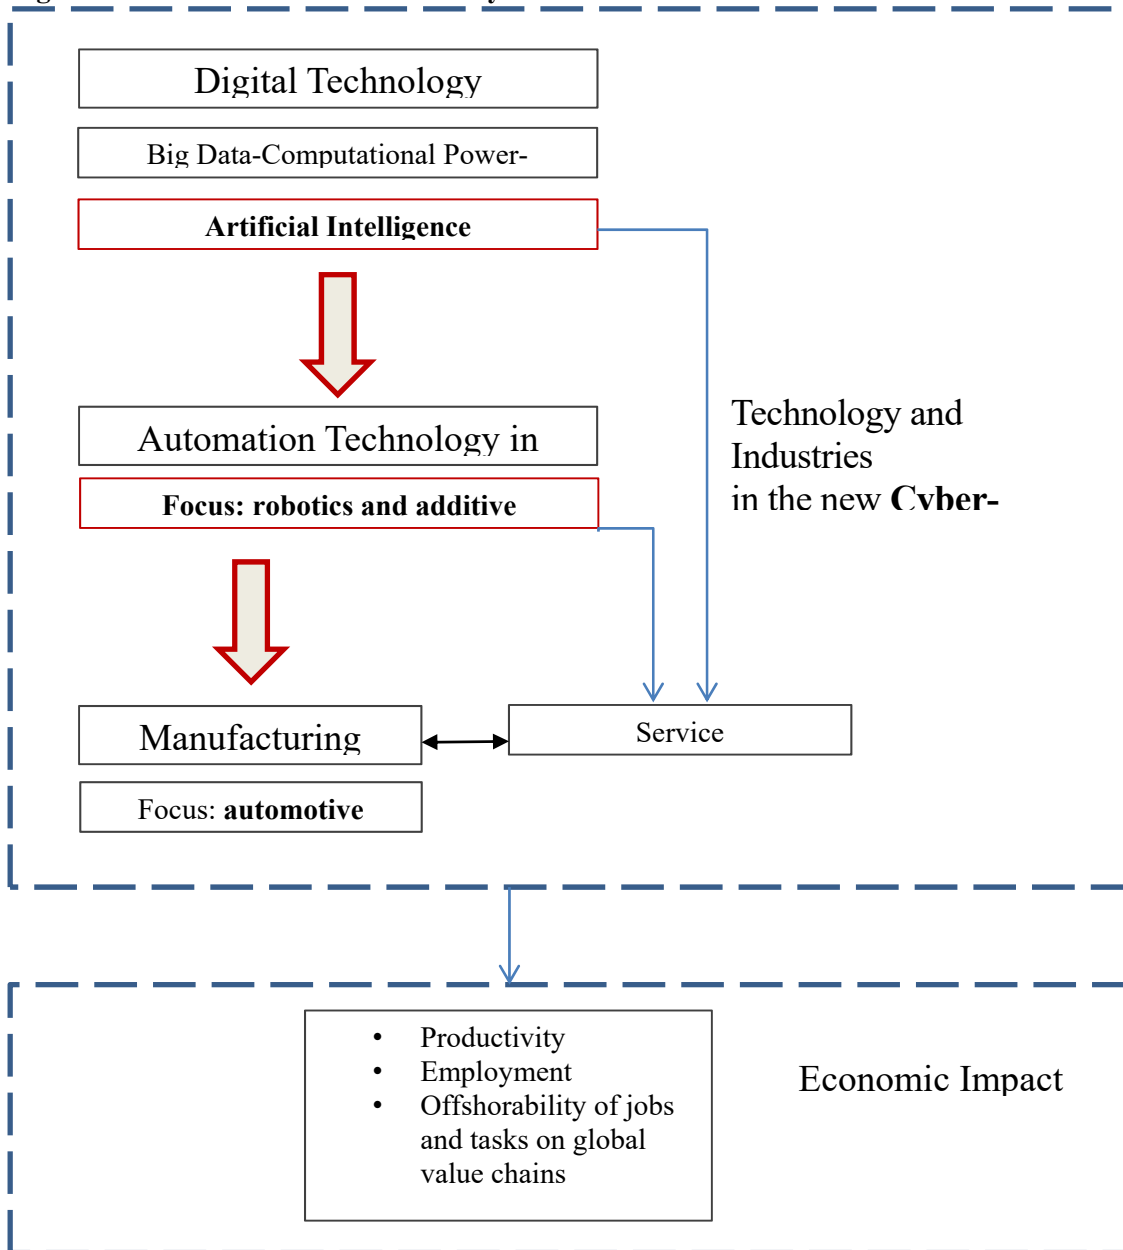 Digital Technology
Big Data-Computational Power-
Artificial Intelligence
Automation Technology in
Technology and
Industries
in the new Cyber-
Focus: robotics and additive
Manufacturing
Service
Focus: automotive
• Productivity
• Employment
• Offshorability of jobs
and tasks on global
value chains
Economic Impact